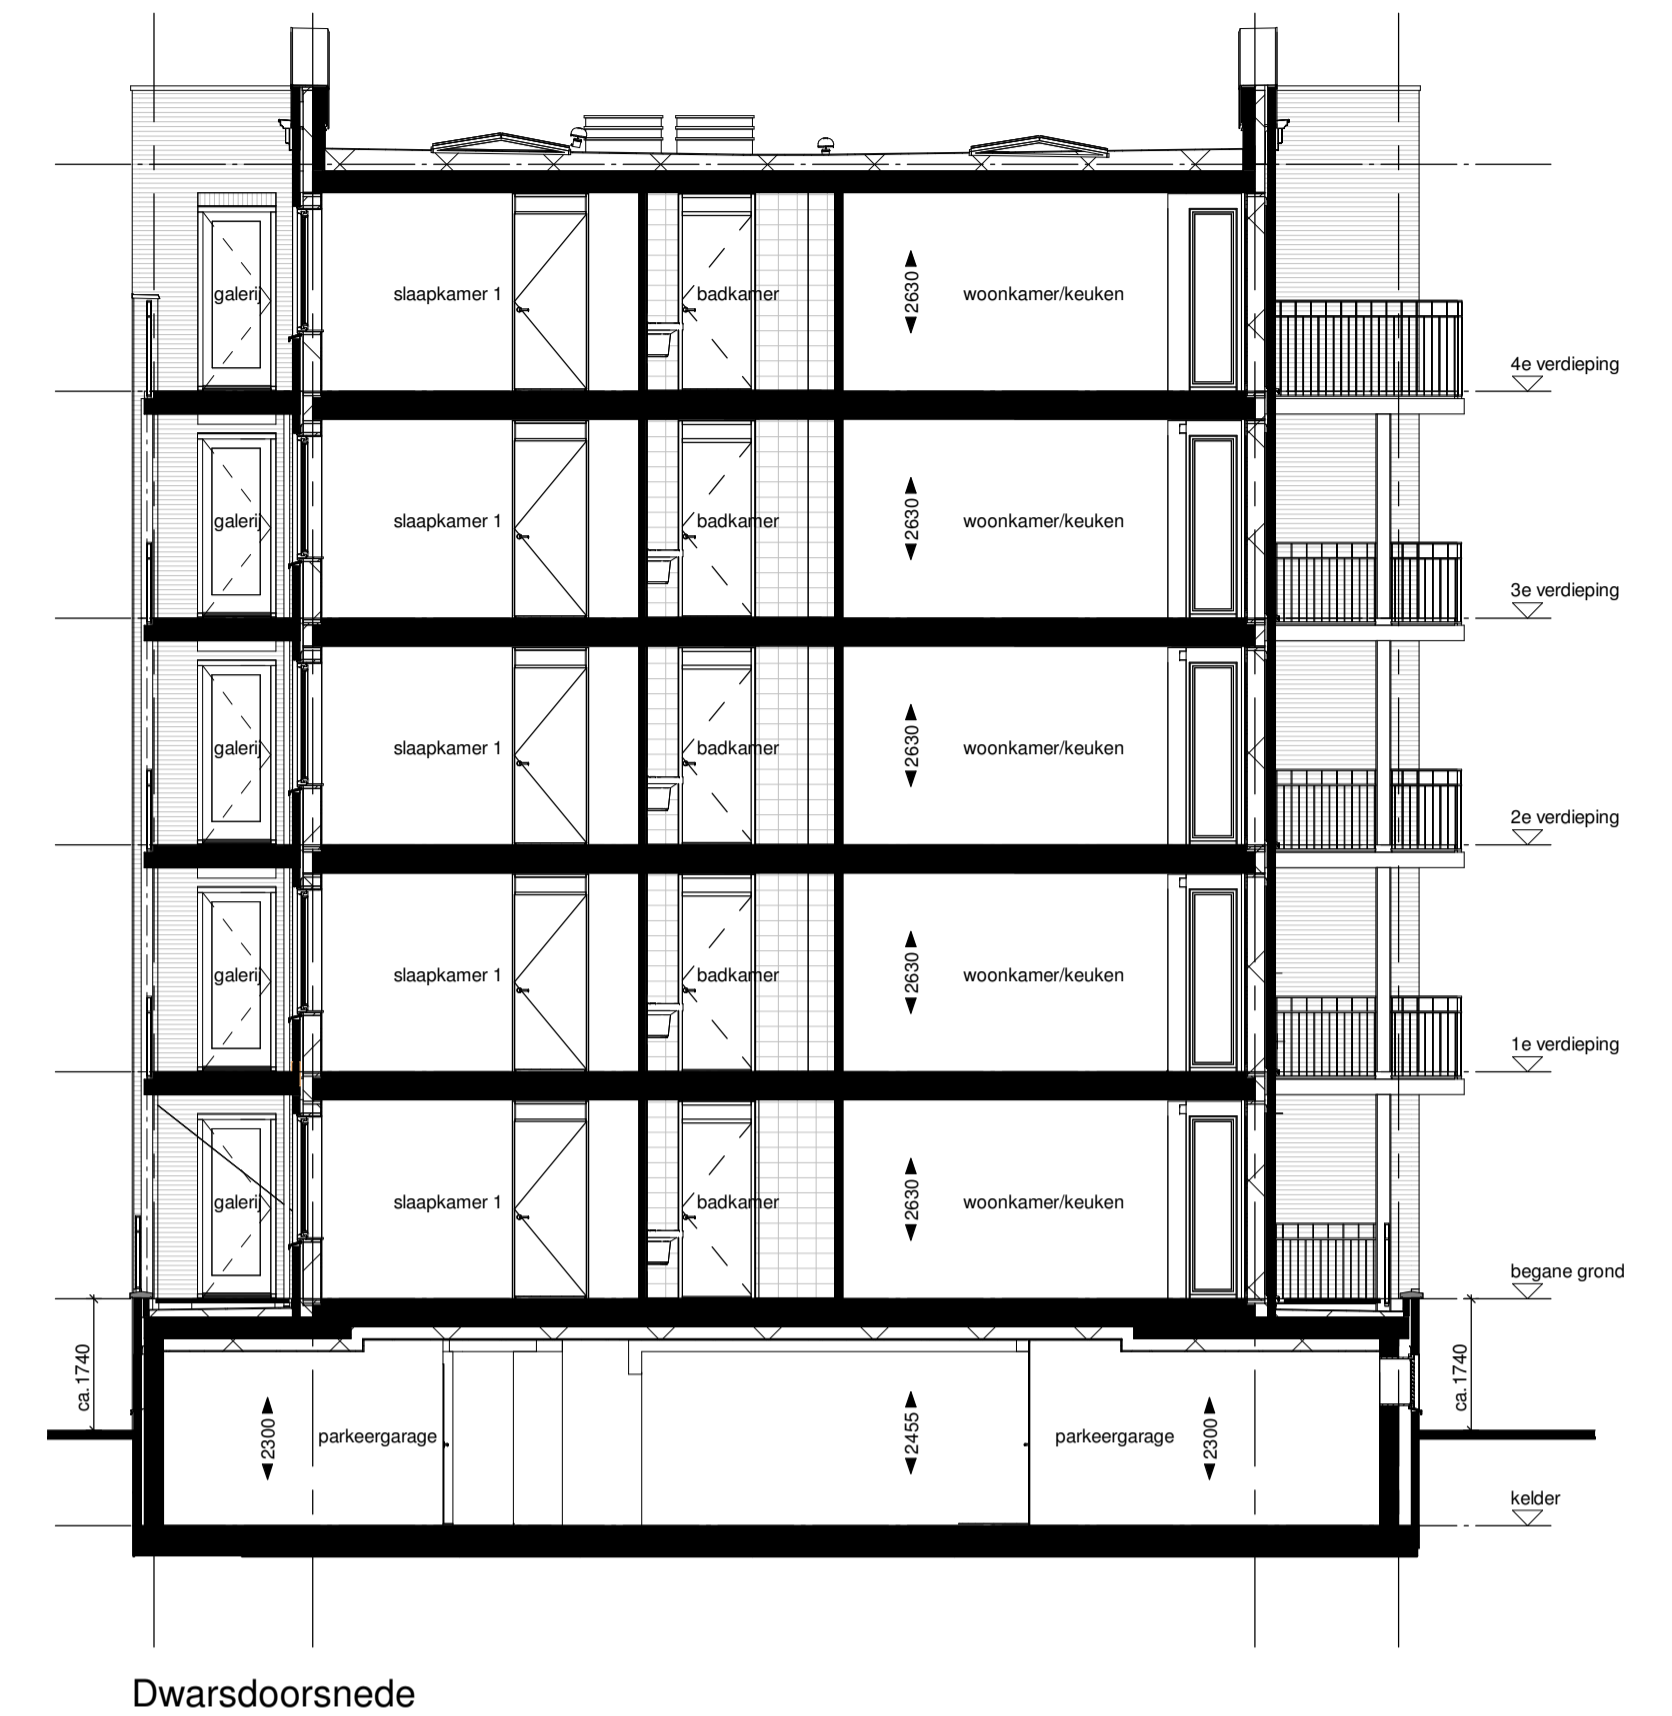 galerij slaapkamer 1 badkamer 2630 woonkamer/keuken
4e verdieping
galerij slaapkamer 1 badkamer 2630 woonkamer/keuken
3e verdieping
galerij slaapkamer 1 badkamer 2630 woonkamer/keuken
2e verdieping
galerij slaapkamer 1 badkamer 2630 woonkamer/keuken
1e verdieping
galerij slaapkamer 1 badkamer 2630 woonkamer/keuken
begane grond
ca.1740 ca.1740
2300 parkeergarage 2455 parkeergarage 2300
kelder
Dwarsdoorsnede